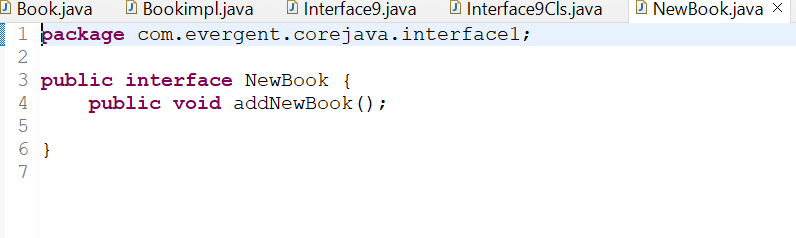 Book.java Bookimpl.java Interface9.java Interface9Cls.java NewBook.java
1 package com.evergent.corejava.interface1;
2
3 public interface NewBook {
4 public void addNewBook();
5
6 }
7